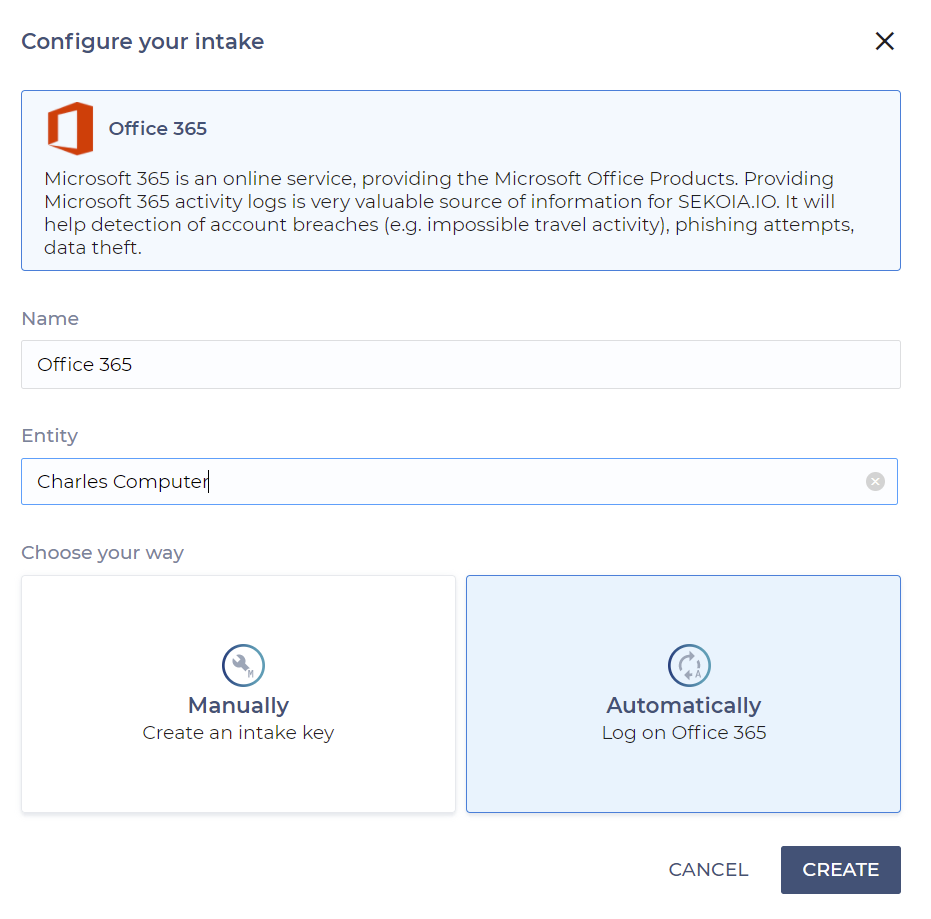 Configure your intake
Office 365
Microsoft 365 is an online service, providing the Microsoft Office Products. Providing
Microsoft 365 activity logs is very valuable source of information for SEKOIA.IO. It will
help detection of account breaches (e.g. impossible travel activity), phishing attempts,
data theft.
Name
Office 365
Entity
Charles Computer
Choose your way
M
Manually
Create an intake key
A
Automatically
Log on Office 365
CANCEL
CREATE